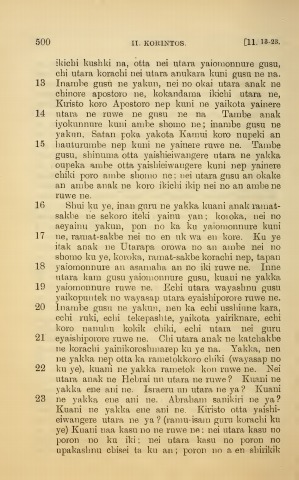 500 II. KORINTOS. [11. 13-23.
ikichi kushki na, otta nei utara yaiomonnure gusu,
chi utara korachi nei utara anukara kuni gusu ne na.
13 Inambe gusu ne yakun, nei no okai utara anak ne
chinore apostoro ne, kokandama ikichi utara ne,
Kiristo koro Apostoro nep kuni ne yaikota yainere
14 utara ne ruwe ne gusu ne na Tambe anak
iyokunnure kuni ambe shomo ne; inambe gusu ne
yakun, Satan poka yakota Kamui koro nupeki an
15 hauturunbe nep kuni ne yainere ruwe ne. Tambe
gusu, shinuma otta yaishieiwangere utara ne yakka
oupeka ambe otta yaishieiwangere kuni nep yainere
chiki poro ambe shomo ne; nei utara gusu an okake
an ambe anak ne koro ikichi ikip nei no an ambe ne
ruwe ne.
16 Shui ku ye, inan guru ne yakka kuani anak ramat-
sakbe ne sekoro iteki yainu yan; koroka, nei no
aeyainu yakun, pon no ka ku yaiomonnure kuni
17 ne, ramat-sakbe nei no en uk wa en kore. Ku ye
itak anak ne Utarapa orowa no an ambe nei no
shomo ku ye, koroka, ramat-sakbe korachi nep, tapan
18 yaiomonnure an asamaha an no iki ruwe ne. Inne
utara kam gusu yaiomonnure gusu, kuani ne yakka
19 yaiomonnure ruwe ne. Echi utara wayashnu gusu
yaikopuntek no wayasap utara eyaishiporore ruwe ne.
20 Inambe gusu ne yakun, nen ka echi usshiune kara,
echi ruki, echi tekepashte, yaikota yairikinare, echi
koro nanuhu kokik chiki, echi utara nei guru
21 eyaishiporore ruwe ne. Chi utara anak ne katchakbe
ne korachi yainikoroshmarep ku ye na. Yakka, nen
ne yakka nep otta ka rametokkoro chiki (wayasap no
22 ku ye), kuani ne yakka rametok kon ruwe ne. Nei
utara anak ne Hebrai un utara ne ruwe? Kuani ne
yakka ene ani ne. Israeru un utara ne ya? Kuani
23 ne yakka ene ani ne. Abraham sanikiri ne ya?
Kuani ne yakka ene ani ne. Kiristo otta yaishi-
eiwangere utara ne ya? (ramu-isam guru korachi ku
ye) Kuani naa kasu no ne ruwe ne: nei utara kasu no
poron no ku iki; nei utara kasu no poron no
upakashnu chisei ta ku an; poron no a en shirikik